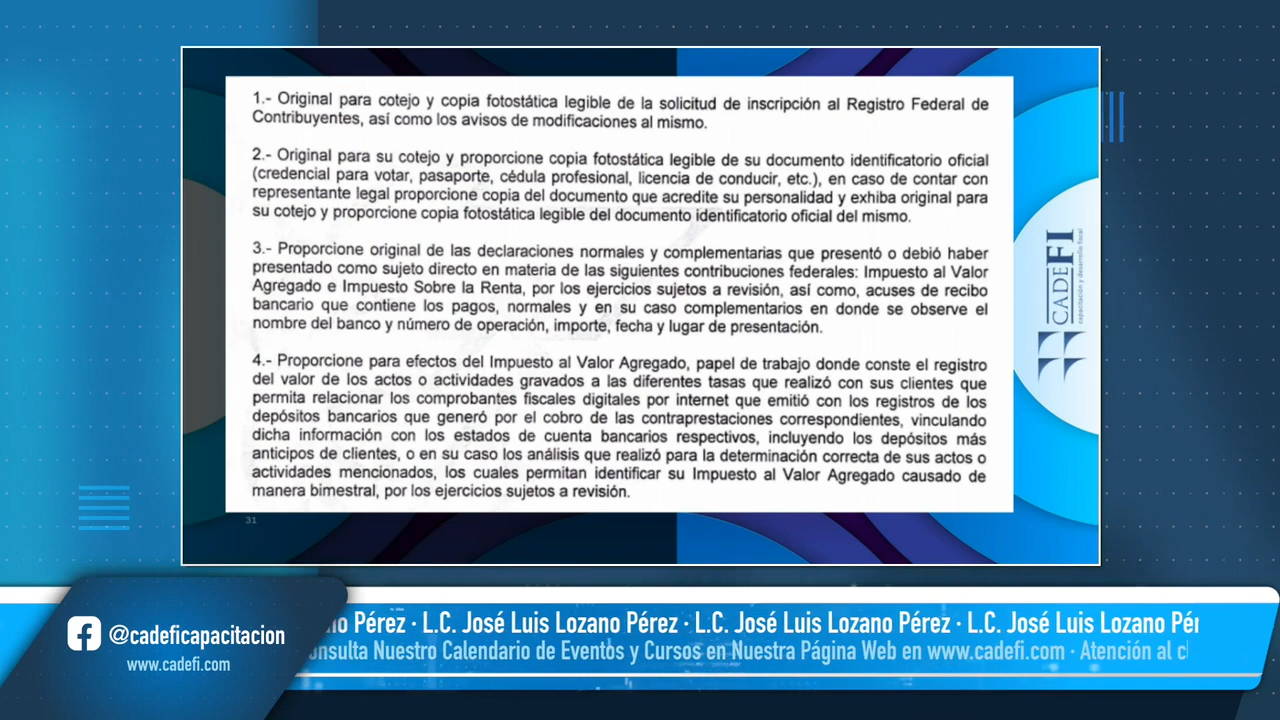 1.- Original para cotejo y copia fotostática legible de la solicitud de inscripción al Registro Federal de
Contribuyentes, así como los avisos de modificaciones al mismo.
2.- Original para su cotejo y proporcione copia fotostática legible de su documento identificatorio oficial
(credencial para votar, pasaporte, cédula profesional, licencia de conducir, etc.), en caso de contar con
representante legal proporcione copia del documento que acredite su personalidad y exhiba original para
su cotejo y proporcione copia fotostática legible del documento identificatorio oficial del mismo.
3.- Proporcione original de las declaraciones normales y complementarias que presentó o debió haber
presentado como sujeto directo en materia de las siguientes contribuciones federales: Impuesto al Valor
Agregado e Impuesto Sobre la Renta, por los ejercicios sujetos a revisión, así como, acuses de recibo
bancario que contiene los pagos, normales y en su caso complementarios en donde se observe el
nombre del banco y número de operación, importe, fecha y lugar de presentación.
4.- Proporcione para efectos del Impuesto al Valor Agregado, papel de trabajo donde conste el registro
del valor de los actos o actividades gravados a las diferentes tasas que realizó con sus clientes que
permita relacionar los comprobantes fiscales digitales por internet que emitió con los registros de los
depósitos bancarios que generó por el cobro de las contraprestaciones correspondientes, vinculando
dicha información con los estados de cuenta bancarios respectivos, incluyendo los depósitos más
anticipos de clientes, o en su caso los análisis que realizó para la determinación correcta de sus actos o
actividades mencionados, los cuales permitan identificar su Impuesto al Valor Agregado causado de
manera bimestral, por los ejercicios sujetos a revisión.
31
CADEFI
capacitación y desarrollo fiscal
@cadeficapacitacion
www.cadefi.com
no Pérez · L.C. José Luis Lozano Pérez · L.C. José Luis Lozano Pérez · L.C. José Luis Lozano Pér
onsulta Nuestro Calendario de Eventos y Cursos en Nuestra Página Web en www.cadefi.com · Atención al cl